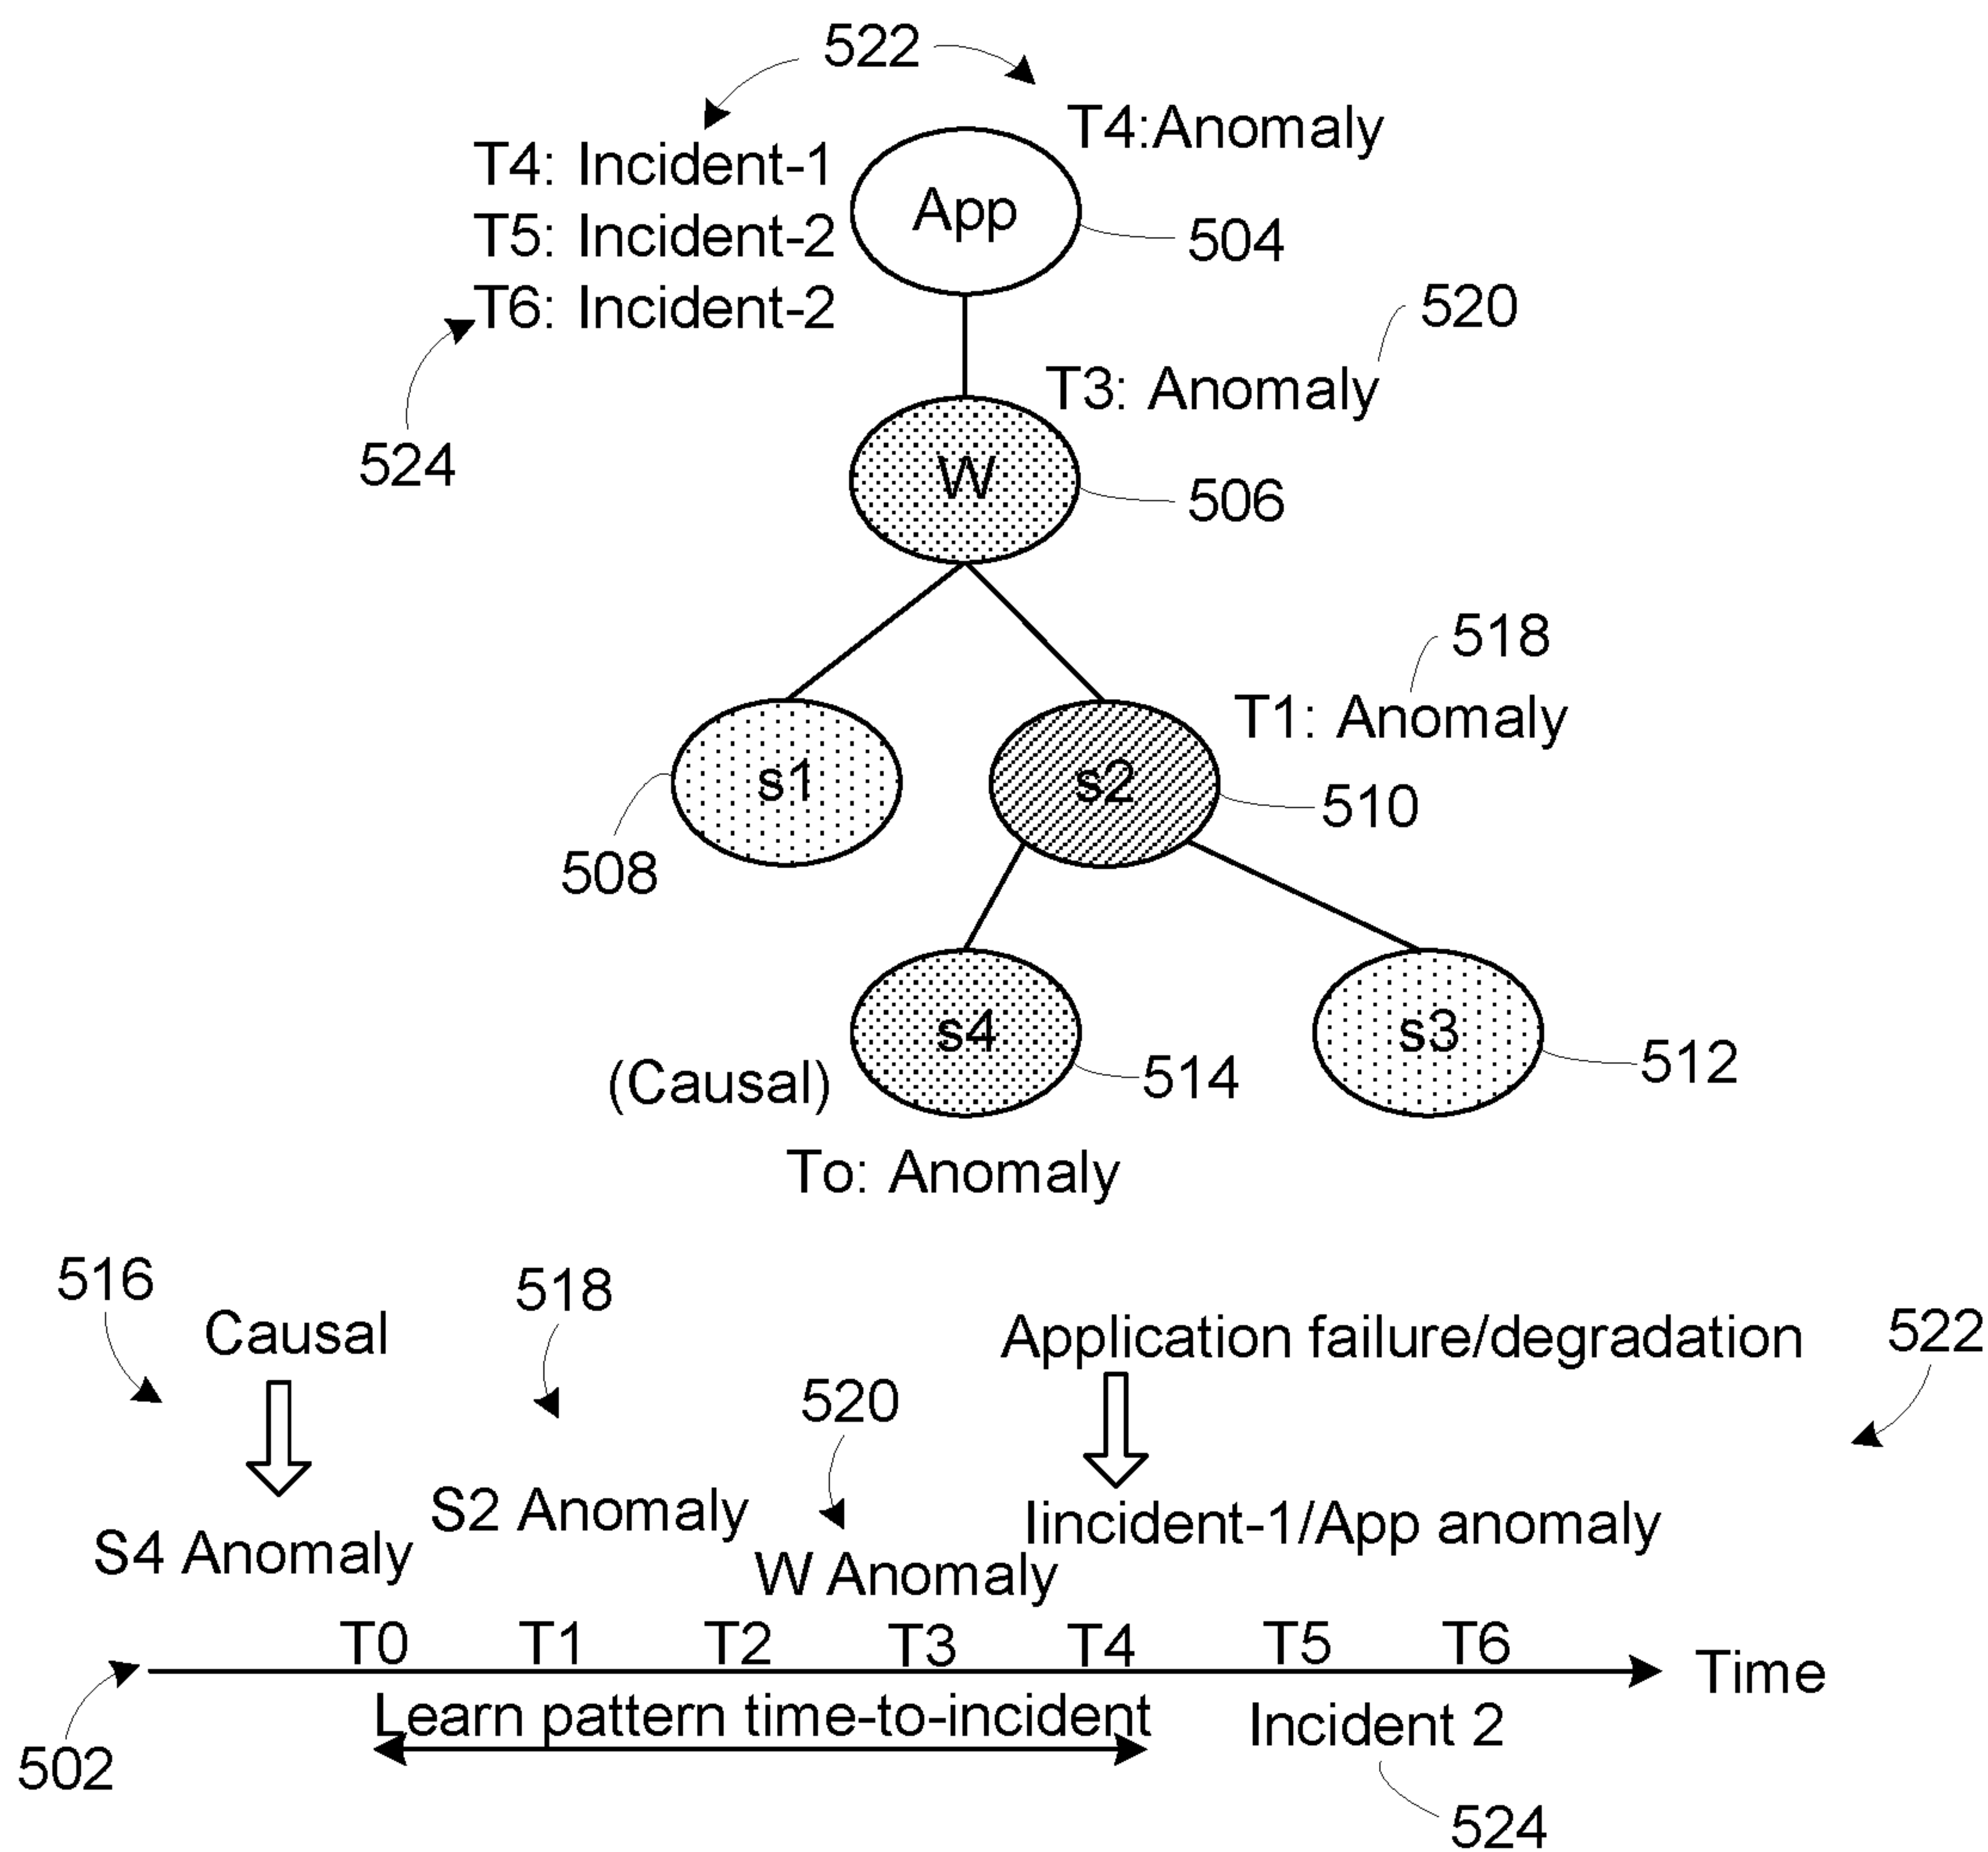 522
T4:Anomaly
T4: Incident-1
App
T5: Incident-2
504
T6: Incident-2
520
T3: Anomaly
524
W
506
518
T1: Anomaly
s1
s2
510
508
s4
s3
(Causal)
514
512
To: Anomaly
516
518
Causal
Application failure/degradation
522
520
S2 Anomaly
Iincident-1/App anomaly
S4 Anomaly
W Anomaly
T0 T1 T2 T3 T4 T5 T6
Time
Learn pattern time-to-incident
Incident 2
502
524